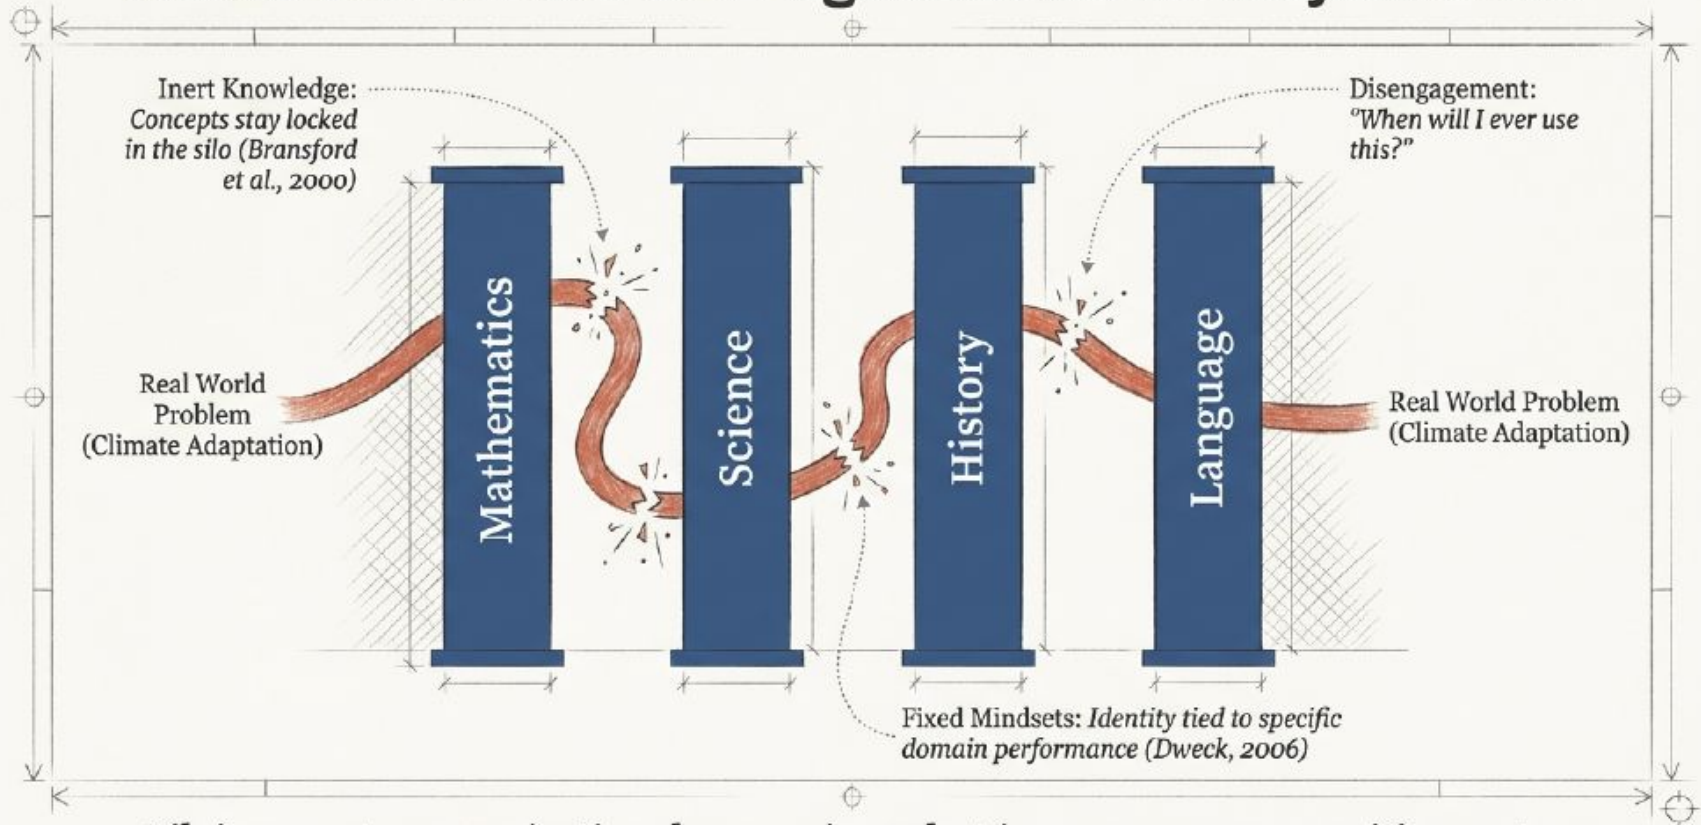 Inert Knowledge:
Concepts stay locked
in the silo (Bransford
et al., 2000)
Disengagement:
"When will I ever use
this?"
Real World
Problem
(Climate Adaptation)
Mathematics
Science
History
Language
Real World Problem
(Climate Adaptation)
Fixed Mindsets: Identity tied to specific
domain performance (Dweck, 2006)